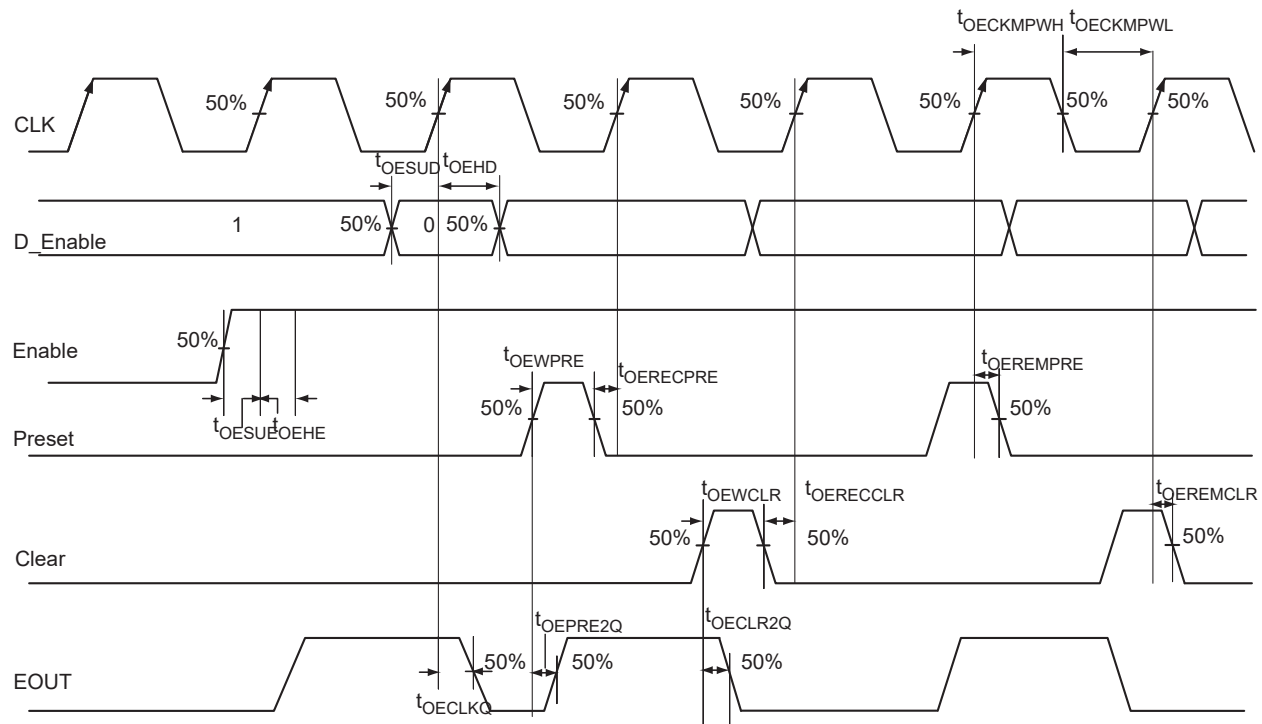 tOECKMPWH tOECKMPWL
50% 50% 50% 50% 50% 50% 50%
CLK
tOESUD tOEHD
1 50% 0 50%
D_Enable
50%
Enable
tOEWPRE tOERECPRE tOEREMPRE
50% 50% 50%
tOESUE tOEHE
Preset
tOEWCLR tOERECCLR tOEREMCLR
50% 50% 50%
Clear
tOEPRE2Q tOECLR2Q
50% 50% 50%
EOUT
tOECLKQ